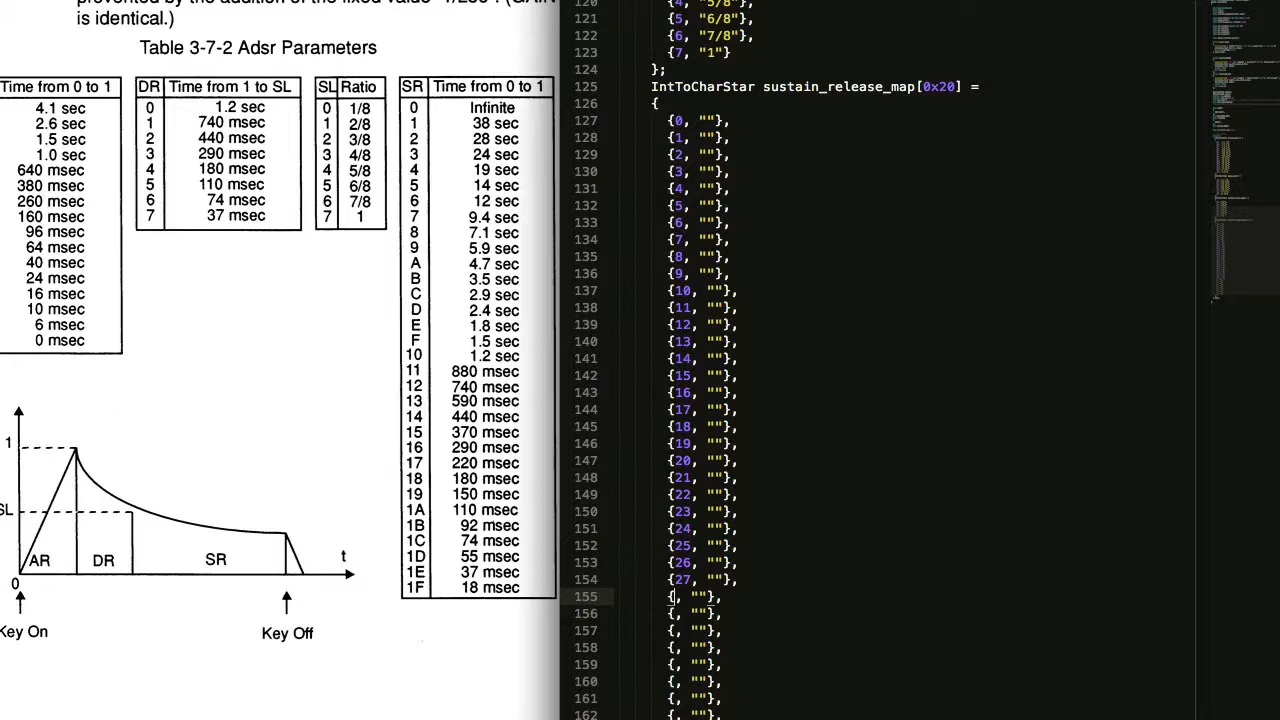 prevented by the addition of the fixed value
is identical.)
Table 3-7-2 Adsr Parameters
Time from 0 to 1
4.1 sec
2.6 sec
1.5 sec
1.0 sec
640 msec
380 msec
260 msec
160 msec
96 msec
64 msec
40 msec
24 msec
16 msec
10 msec
6 msec
0 msec
DR Time from 1 to SL
0 1.2 sec
1 740 msec
2 440 msec
3 290 msec
4 180 msec
5 110 msec
6 74 msec
7 37 msec
SL Ratio
0 1/8
1 2/8
2 3/8
3 4/8
4 5/8
5 6/8
6 7/8
7 1
SR Time from 0 to 1
0 Infinite
1 38 sec
2 28 sec
3 24 sec
4 19 sec
5 14 sec
6 12 sec
7 9.4 sec
8 7.1 sec
9 5.9 sec
A 4.7 sec
B 3.5 sec
C 2.9 sec
D 2.4 sec
E 1.8 sec
F 1.5 sec
10 1.2 sec
11 880 msec
12 740 msec
13 590 msec
14 440 msec
15 370 msec
16 290 msec
17 220 msec
18 180 msec
19 150 msec
1A 110 msec
1B 92 msec
1C 74 msec
1D 55 msec
1E 37 msec
1F 18 msec
1
SL
AR DR SR t
0
Key On Key Off
120 {4, "5/8"},
121 {5, "6/8"},
122 {6, "7/8"},
123 {7, "1"}
124 };
125 IntToCharStar sustain_release_map[0x20] =
126 {
127 {0, ""},
128 {1, ""},
129 {2, ""},
130 {3, ""},
131 {4, ""},
132 {5, ""},
133 {6, ""},
134 {7, ""},
135 {8, ""},
136 {9, ""},
137 {10, ""},
138 {11, ""},
139 {12, ""},
140 {13, ""},
141 {14, ""},
142 {15, ""},
143 {16, ""},
144 {17, ""},
145 {18, ""},
146 {19, ""},
147 {20, ""},
148 {21, ""},
149 {22, ""},
150 {23, ""},
151 {24, ""},
152 {25, ""},
153 {26, ""},
154 {27, ""},
155 {, ""},
156 {, ""},
157 {, ""},
158 {, ""},
159 {, ""},
160 {, ""},
161 {, ""},
162 {, ""},